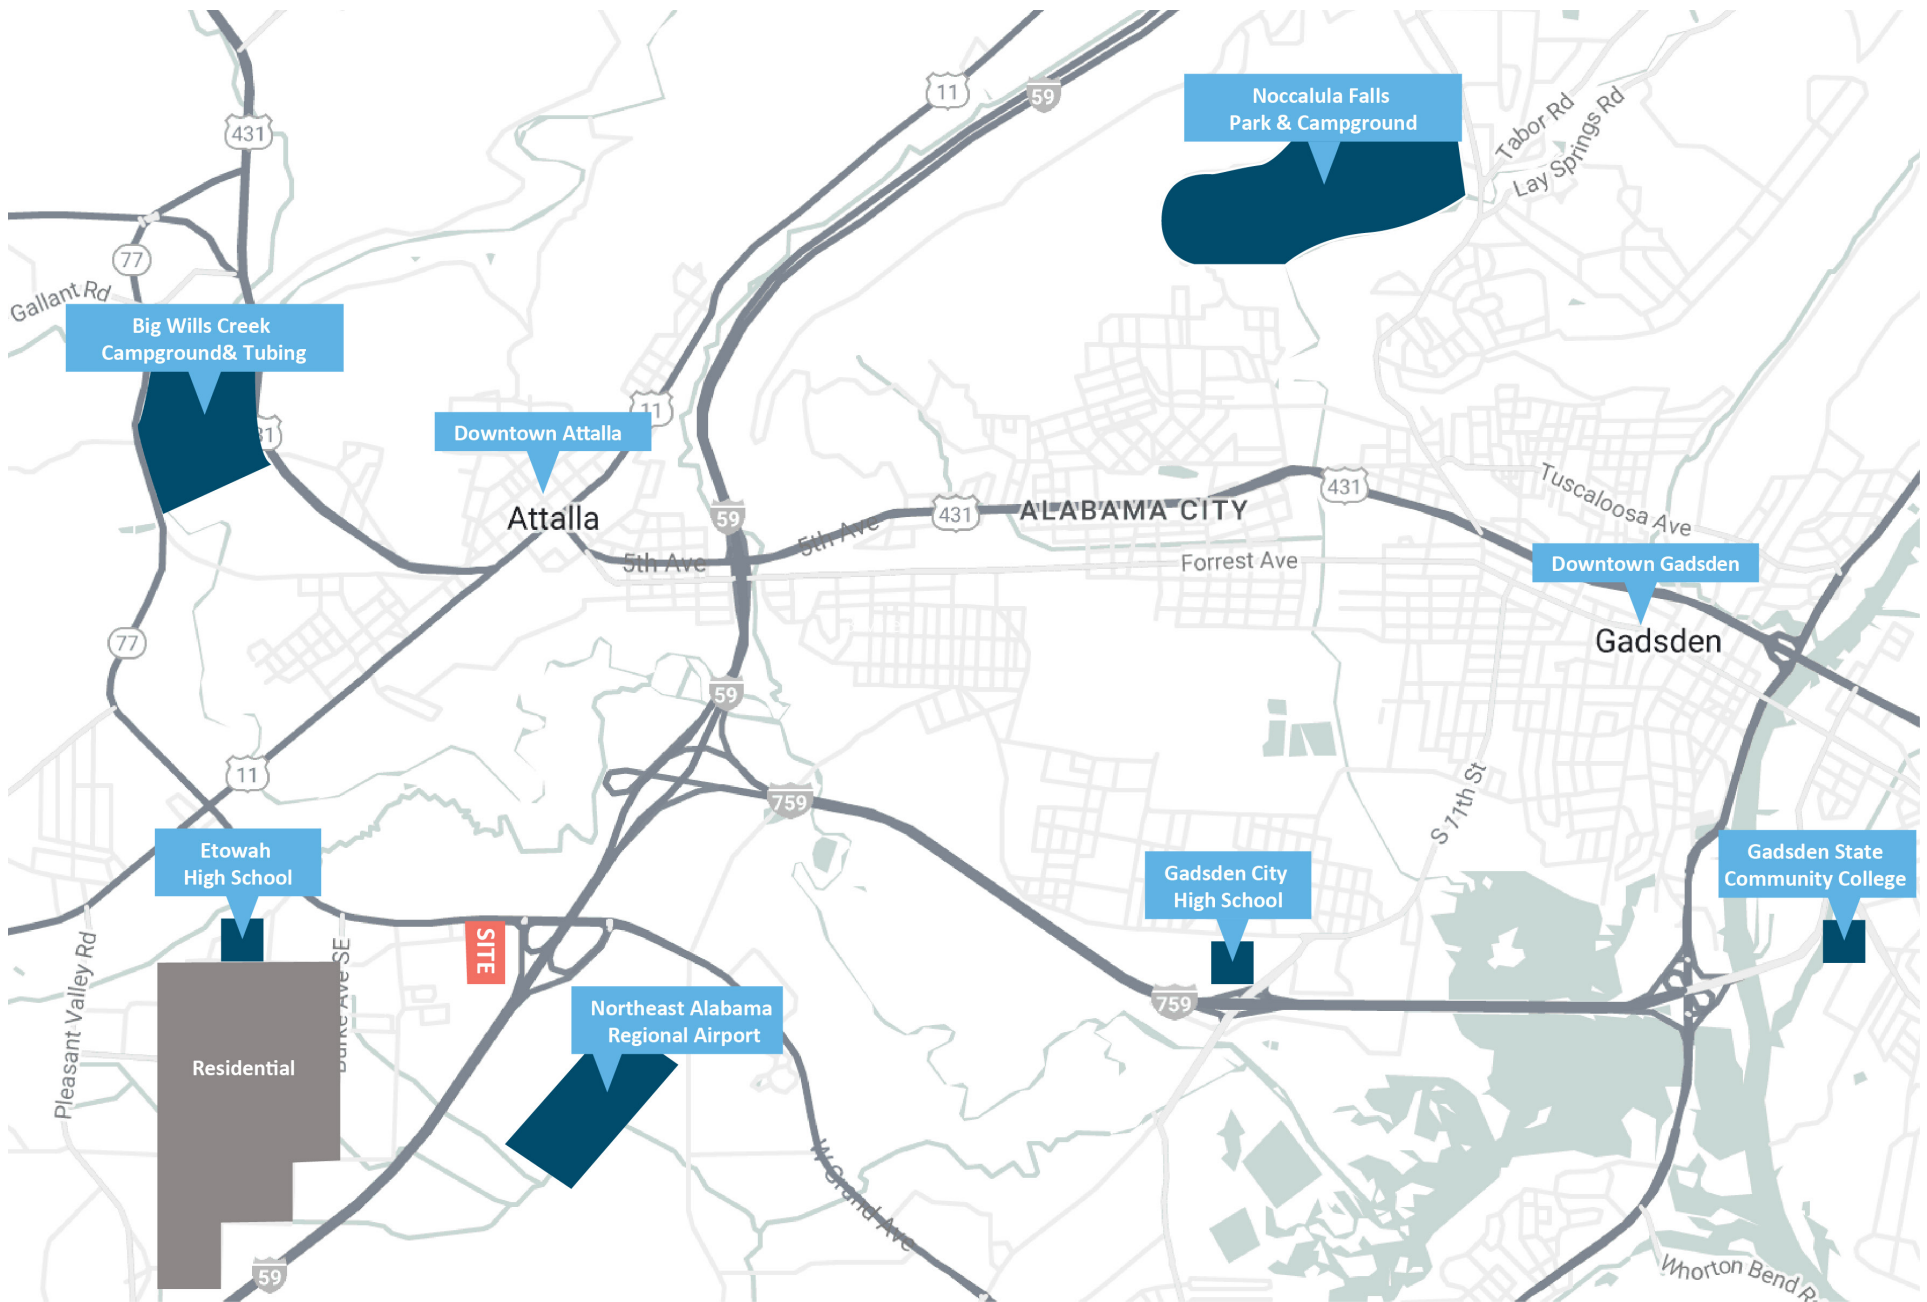 11
59
Noccalula Falls
Park & Campground
Tabor Rd
Lay Springs Rd
431
77
Gallant Rd
Big Wills Creek
Campground& Tubing
31
11
Downtown Attalla
Attalla
59
5th Ave
5th Ave
431
ALABAMA CITY
431
Forrest Ave
Tuscaloosa Ave
Downtown Gadsden
Gadsden
77
59
11
759
S 11th St
Etowah
High School
Gadsden City
High School
Gadsden State
Community College
SITE
Pleasant Valley Rd
Burke Ave SE
Northeast Alabama
Regional Airport
759
Residential
W Grand Ave
59
Whorton Bend R